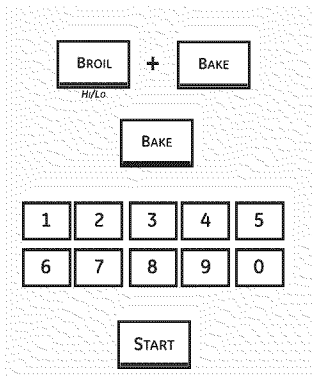 BROIL + BAKE
Hi/Lo
BAKE
1 2 3 4 5
6 7 8 9 0
START